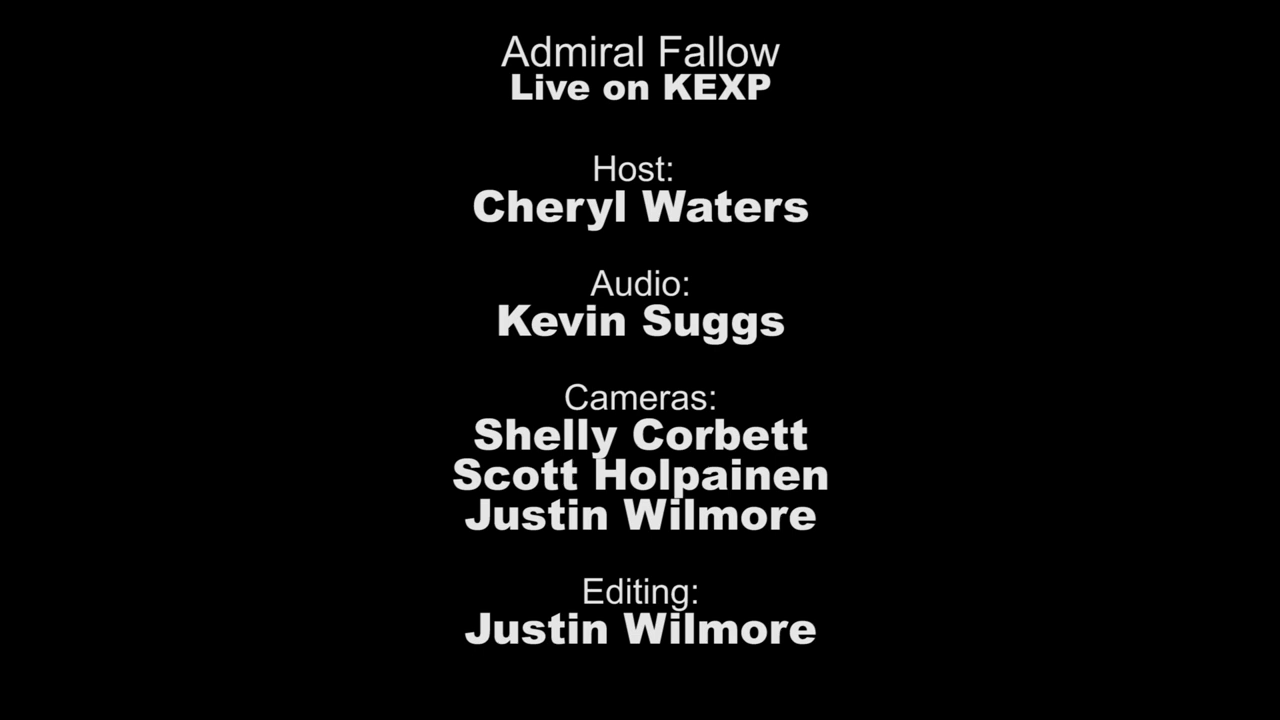 Admiral Fallow
Live on KEXP
Host:
Cheryl Waters
Audio:
Kevin Suggs
Cameras:
Shelly Corbett
Scott Holpainen
Justin Wilmore
Editing:
Justin Wilmore